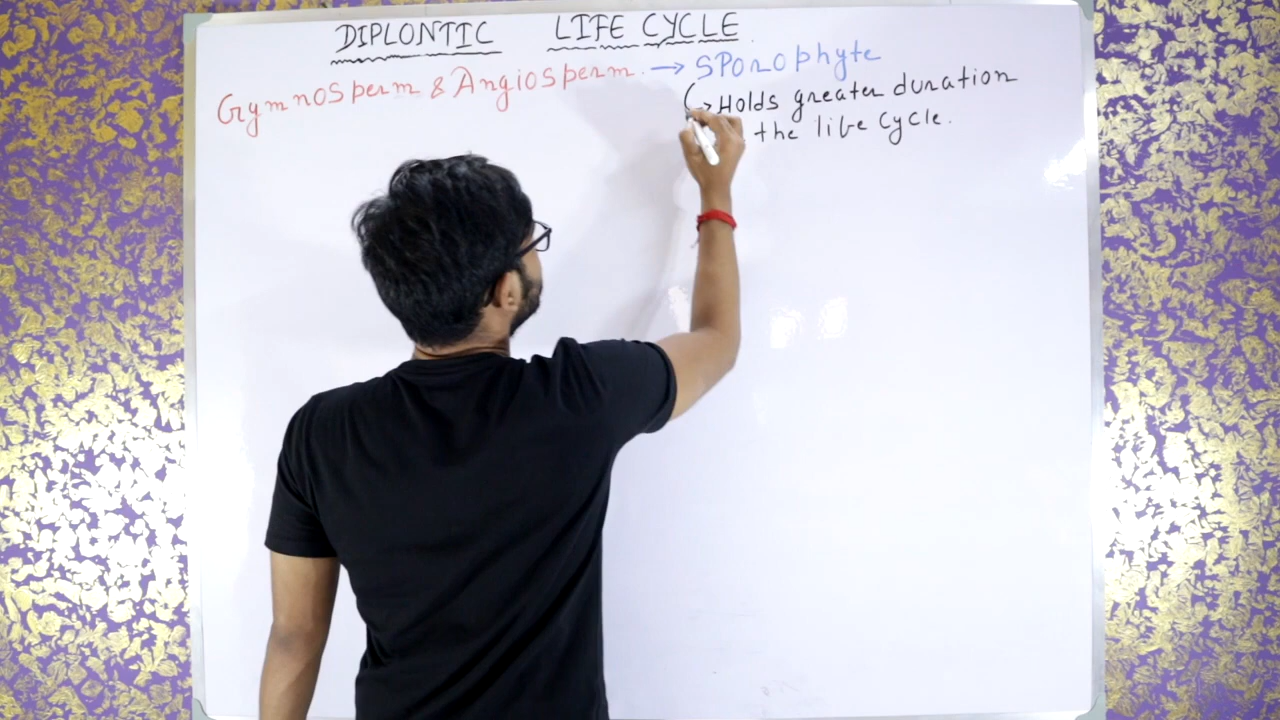 DIPLONTIC LIFE CYCLE
Gymnosperm & Angiosperm. → Sporophyte
↳ Holds greater duration
the life cycle.